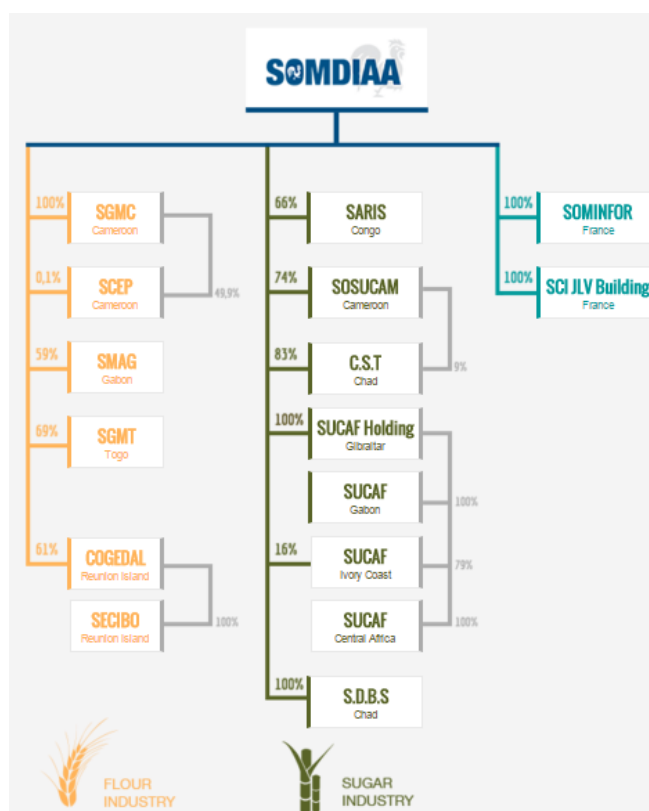 SOMDIAA
100%
SGMC
Cameroon
0,1%
SCEP
Cameroon
49,9%
59%
SMAG
Gabon
69%
SGMT
Togo
61%
COGEDAL
Reunion Island
SECIBO
Reunion Island
100%
FLOUR
INDUSTRY
66%
SARIS
Congo
74%
SOSUCAM
Cameroon
83%
C.S.T
Chad
9%
100%
SUCAF Holding
Gibraltar
SUCAF
Gabon
100%
16%
SUCAF
Ivory Coast
79%
SUCAF
Central Africa
100%
100%
S.D.B.S
Chad
SUGAR
INDUSTRY
100%
SOMINFOR
France
100%
SCI JLV Building
France